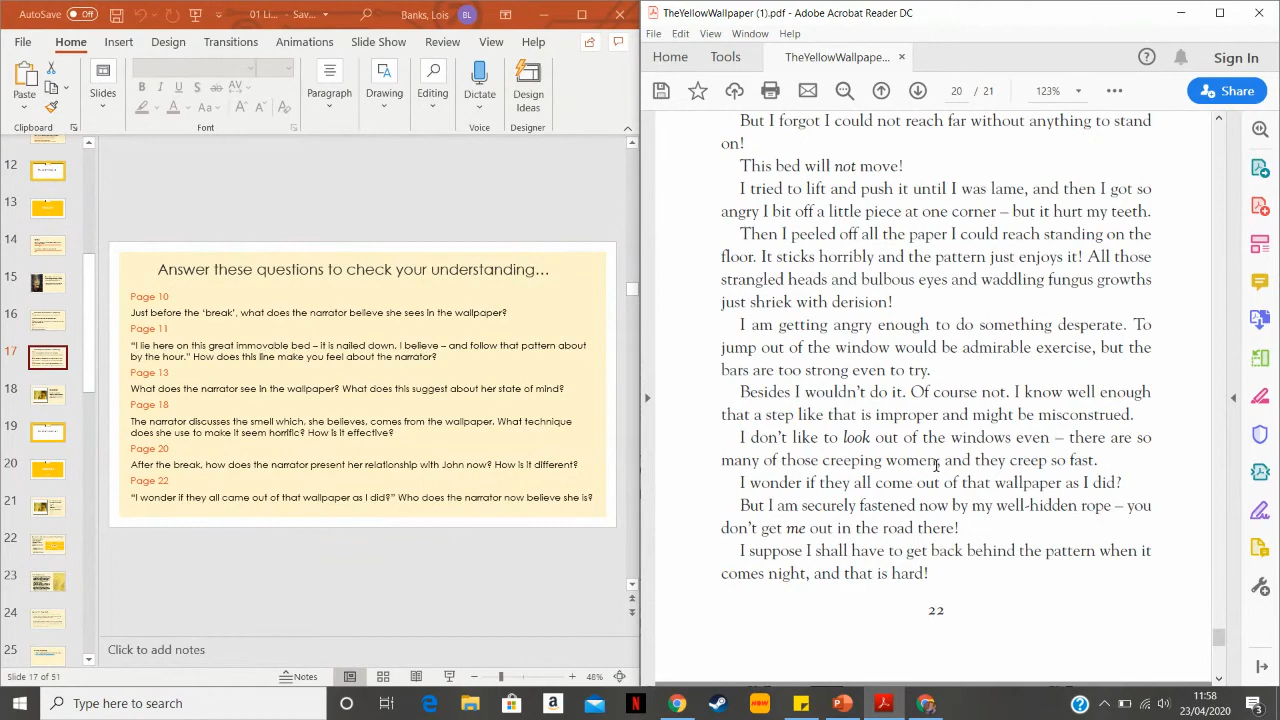 AutoSave Off 01 Li... Sav... Banks, Lois BL
File Home Insert Design Transitions Animations Slide Show Review View Help
Paste Slides Paragraph Drawing Editing Dictate Design Ideas
Clipboard Font Voice Designer
12
13
14
15
16
17
18
19
20
21
22
23
24
25
Answer these questions to check your understanding…
Page 10
Just before the ‘break’, what does the narrator believe she sees in the wallpaper?
Page 11
“I lie here on this great immovable bed – it is nailed down, I believe – and follow that pattern about
by the hour.” How does this line make you feel about the narrator?
Page 13
What does the narrator see in the wallpaper? What does this suggest about her state of mind?
Page 18
The narrator discusses the smell which, she believes, comes from the wallpaper. What technique
does she use to make it seem horrific? How is it effective?
Page 20
After the break, how does the narrator present her relationship with John now? How is it different?
Page 22
“I wonder if they all came out of that wallpaper as I did?” Who does the narrator now believe she is?
Click to add notes
Slide 17 of 51 Notes 48%
TheYellowWallpaper (1).pdf - Adobe Acrobat Reader DC
File Edit View Window Help
Home Tools TheYellowWallpape... Sign In
20 / 21 123% Share
But I forgot I could not reach far without anything to stand
on!
This bed will not move!
I tried to lift and push it until I was lame, and then I got so
angry I bit off a little piece at one corner – but it hurt my teeth.
Then I peeled off all the paper I could reach standing on the
floor. It sticks horribly and the pattern just enjoys it! All those
strangled heads and bulbous eyes and waddling fungus growths
just shriek with derision!
I am getting angry enough to do something desperate. To
jump out of the window would be admirable exercise, but the
bars are too strong even to try.
Besides I wouldn’t do it. Of course not. I know well enough
that a step like that is improper and might be misconstrued.
I don’t like to look out of the windows even – there are so
many of those creeping women, and they creep so fast.
I wonder if they all come out of that wallpaper as I did?
But I am securely fastened now by my well-hidden rope – you
don’t get me out in the road there!
I suppose I shall have to get back behind the pattern when it
comes night, and that is hard!
22
Type here to search
11:58
23/04/2020